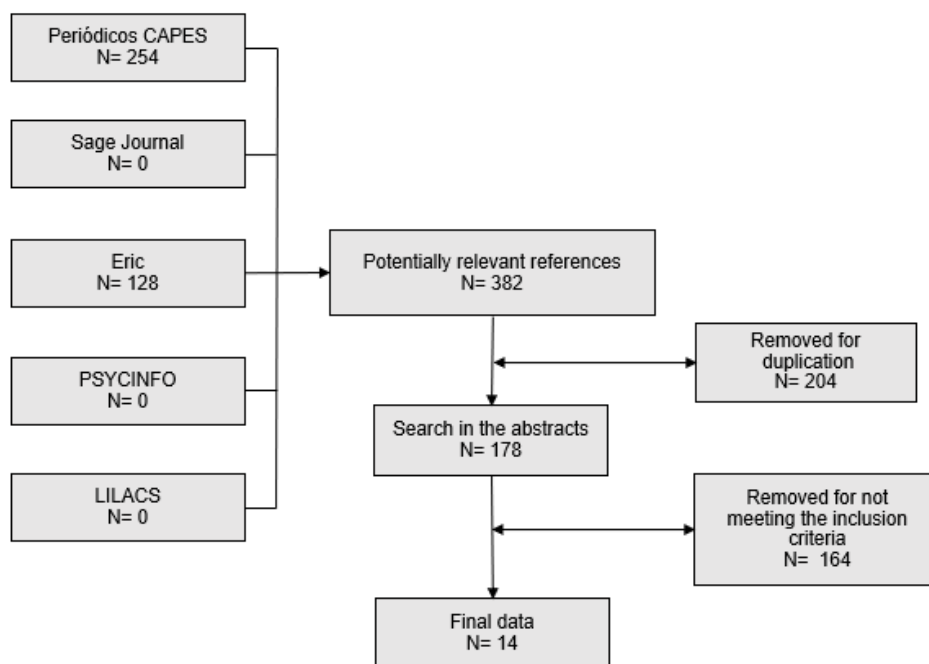 Periódicos CAPES
N= 254
Sage Journal
N= 0
Eric
N= 128
PSYCINFO
N= 0
LILACS
N= 0
Potentially relevant references
N= 382
Removed for
duplication
N= 204
Search in the abstracts
N= 178
Removed for not
meeting the inclusion
criteria
N=  164
Final data
N= 14